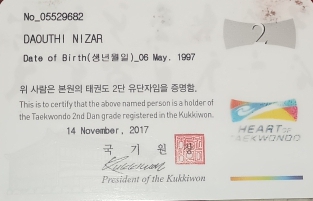 No_05529682
2
DAOUTHI NIZAR
Date of Birth(생년월일)_06 May. 1997
위 사람은 본원의 태권도 2단 유단자임을 증명함.
This is to certify that the above named person is a holder of
the Taekwondo 2nd Dan grade registered in the Kukkiwon.
14 November, 2017
국 기 원 장
Kukkiwon
President of the Kukkiwon
HEART OF
TAEKWONDO